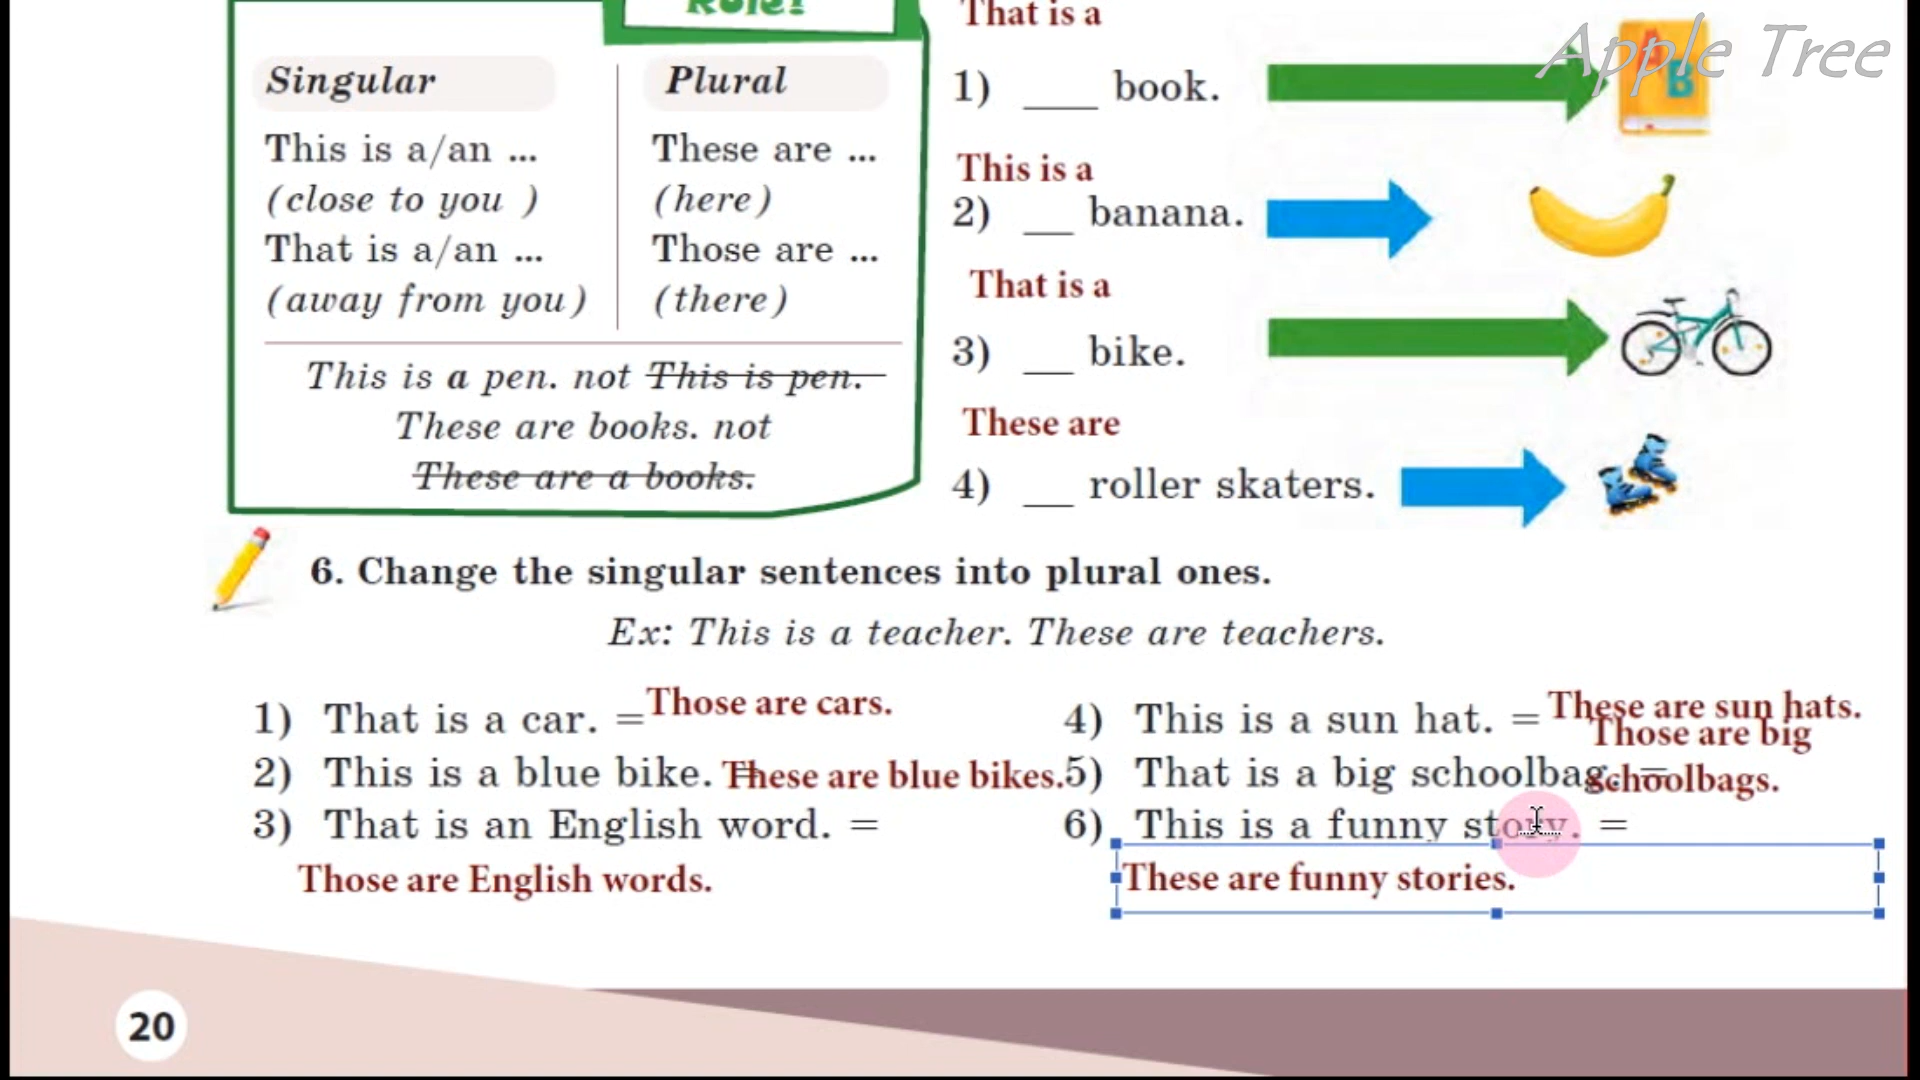 Rule!
Singular
Plural
This is a/an ...
(close to you )
That is a/an ...
(away from you)
These are ...
(here)
Those are ...
(there)
This is a pen. not This is pen.
These are books. not
These are a books.
That is a
1) ___ book.
This is a
2) __ banana.
That is a
3) __ bike.
These are
4) __ roller skaters.
A
B
Apple Tree
6. Change the singular sentences into plural ones.
Ex: This is a teacher. These are teachers.
1) That is a car. = Those are cars.
2) This is a blue bike. = These are blue bikes.
3) That is an English word. =
Those are English words.
4) This is a sun hat. = These are sun hats.
5) That is a big schoolbag. =
Those are big
schoolbags.
6) This is a funny story. =
These are funny stories.
20